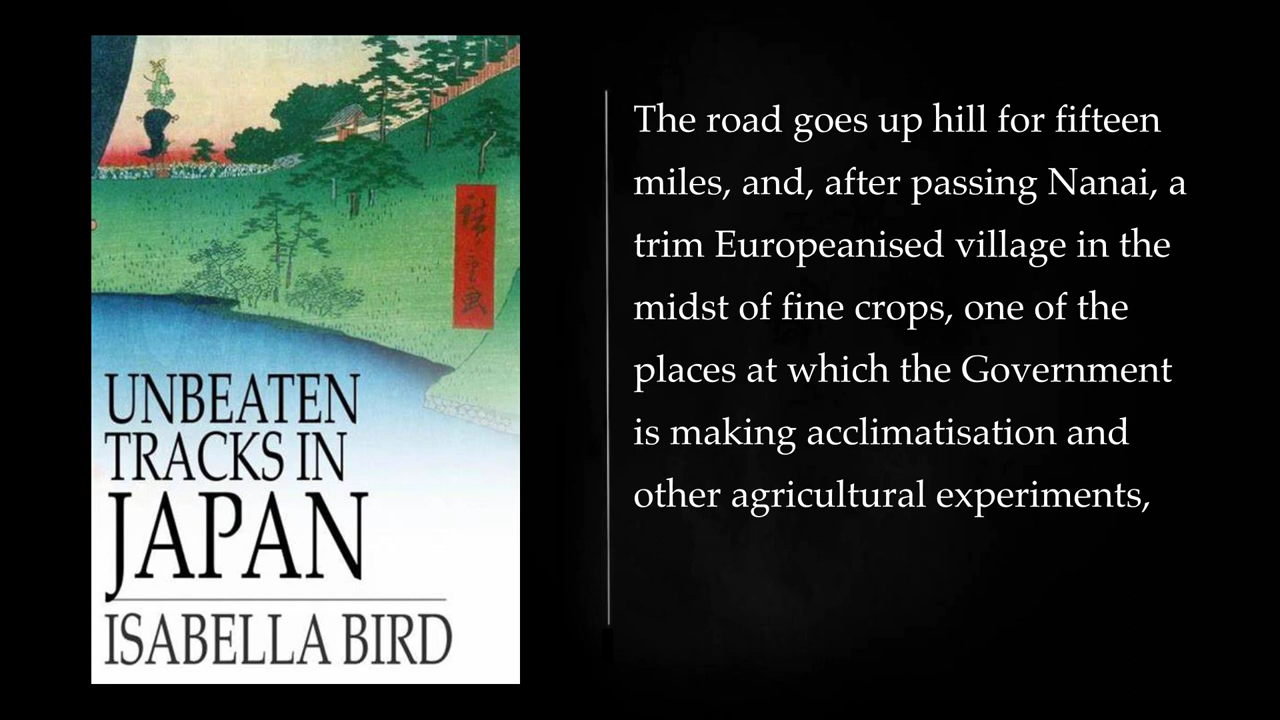 UNBEATEN
TRACKS IN
JAPAN
ISABELLA BIRD
The road goes up hill for fifteen
miles, and, after passing Nanai, a
trim Europeanised village in the
midst of fine crops, one of the
places at which the Government
is making acclimatisation and
other agricultural experiments,